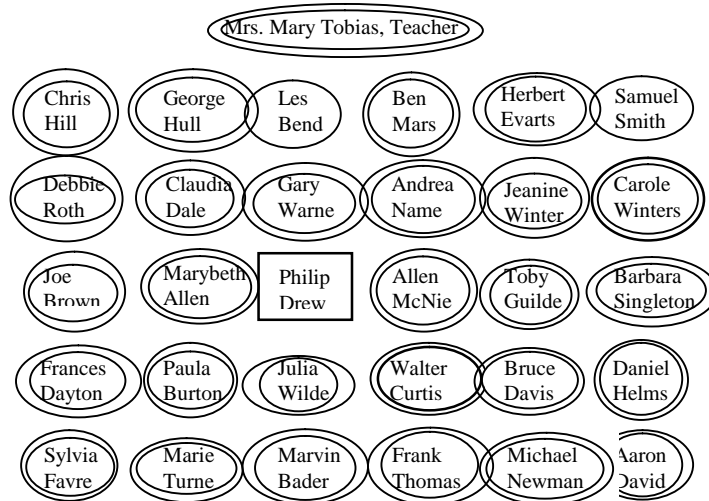 Mrs. Mary Tobias, Teacher
Chris Hill
George Hull
Les Bend
Ben Mars
Herbert Evarts
Samuel Smith
Debbie Roth
Claudia Dale
Gary Warne
Andrea Name
Jeanine Winter
Carole Winters
Joe Brown
Marybeth Allen
Philip Drew
Allen McNie
Toby Guilde
Barbara Singleton
Frances Dayton
Paula Burton
Julia Wilde
Walter Curtis
Bruce Davis
Daniel Helms
Sylvia Favre
Marie Turne
Marvin Bader
Frank Thomas
Michael Newman
Aaron David